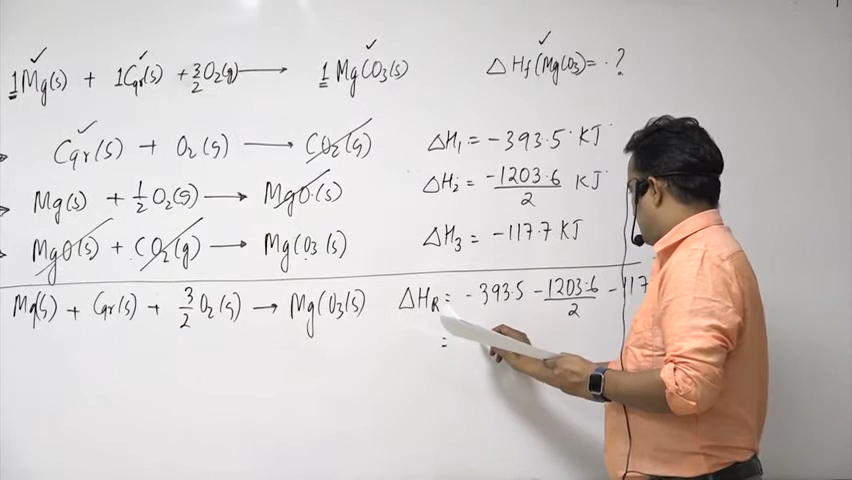 1Mg(s) + 1Cgr(s) + 3/2 O2(g) → 1 MgCO3(s) ΔHf(MgCO3) = ?
Cgr(s) + O2(g) → CO2(g) ΔH1 = -393.5 KJ
Mg(s) + 1/2 O2(g) → MgO(s) ΔH2 = -1203.6/2 KJ
MgO(s) + CO2(g) → MgCO3(s) ΔH3 = -117.7 KJ
Mg(s) + Cgr(s) + 3/2 O2(g) → MgCO3(s) ΔHR = -393.5 - 1203.6/2 - 117
=